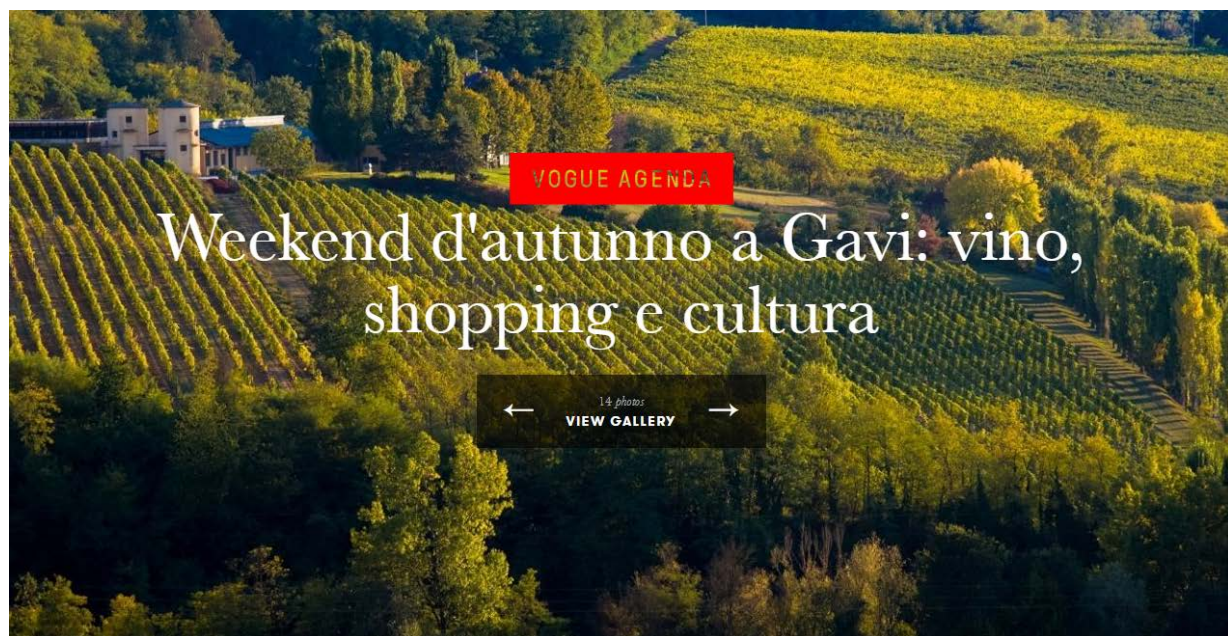 VOGUE AGENDA
Weekend d'autunno a Gavi: vino,
shopping e cultura
14 photos
VIEW GALLERY